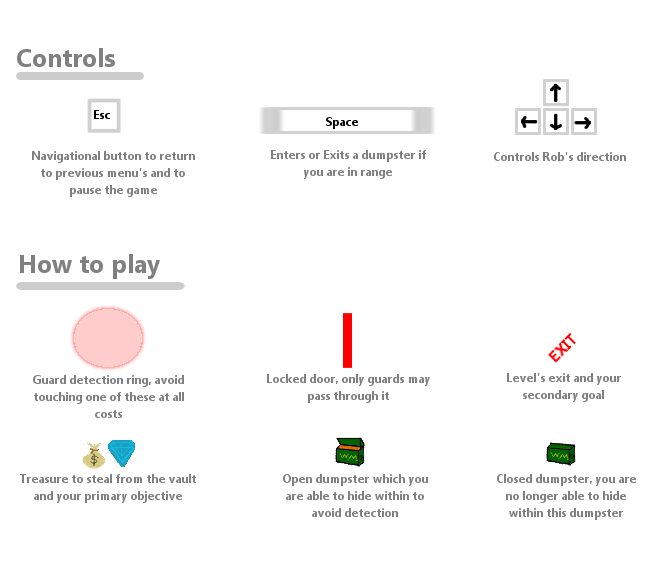 Controls
Esc
Space
Navigational button to return
to previous menu's and to
pause the game
Enters or Exits a dumpster if
you are in range
Controls Rob's direction
How to play
EXIT
Guard detection ring, avoid
touching one of these at all
costs
Locked door, only guards may
pass through it
Level's exit and your
secondary goal
$
Treasure to steal from the vault
and your primary objective
Open dumpster which you
are able to hide within to
avoid detection
Closed dumpster, you are
no longer able to hide
within this dumpster